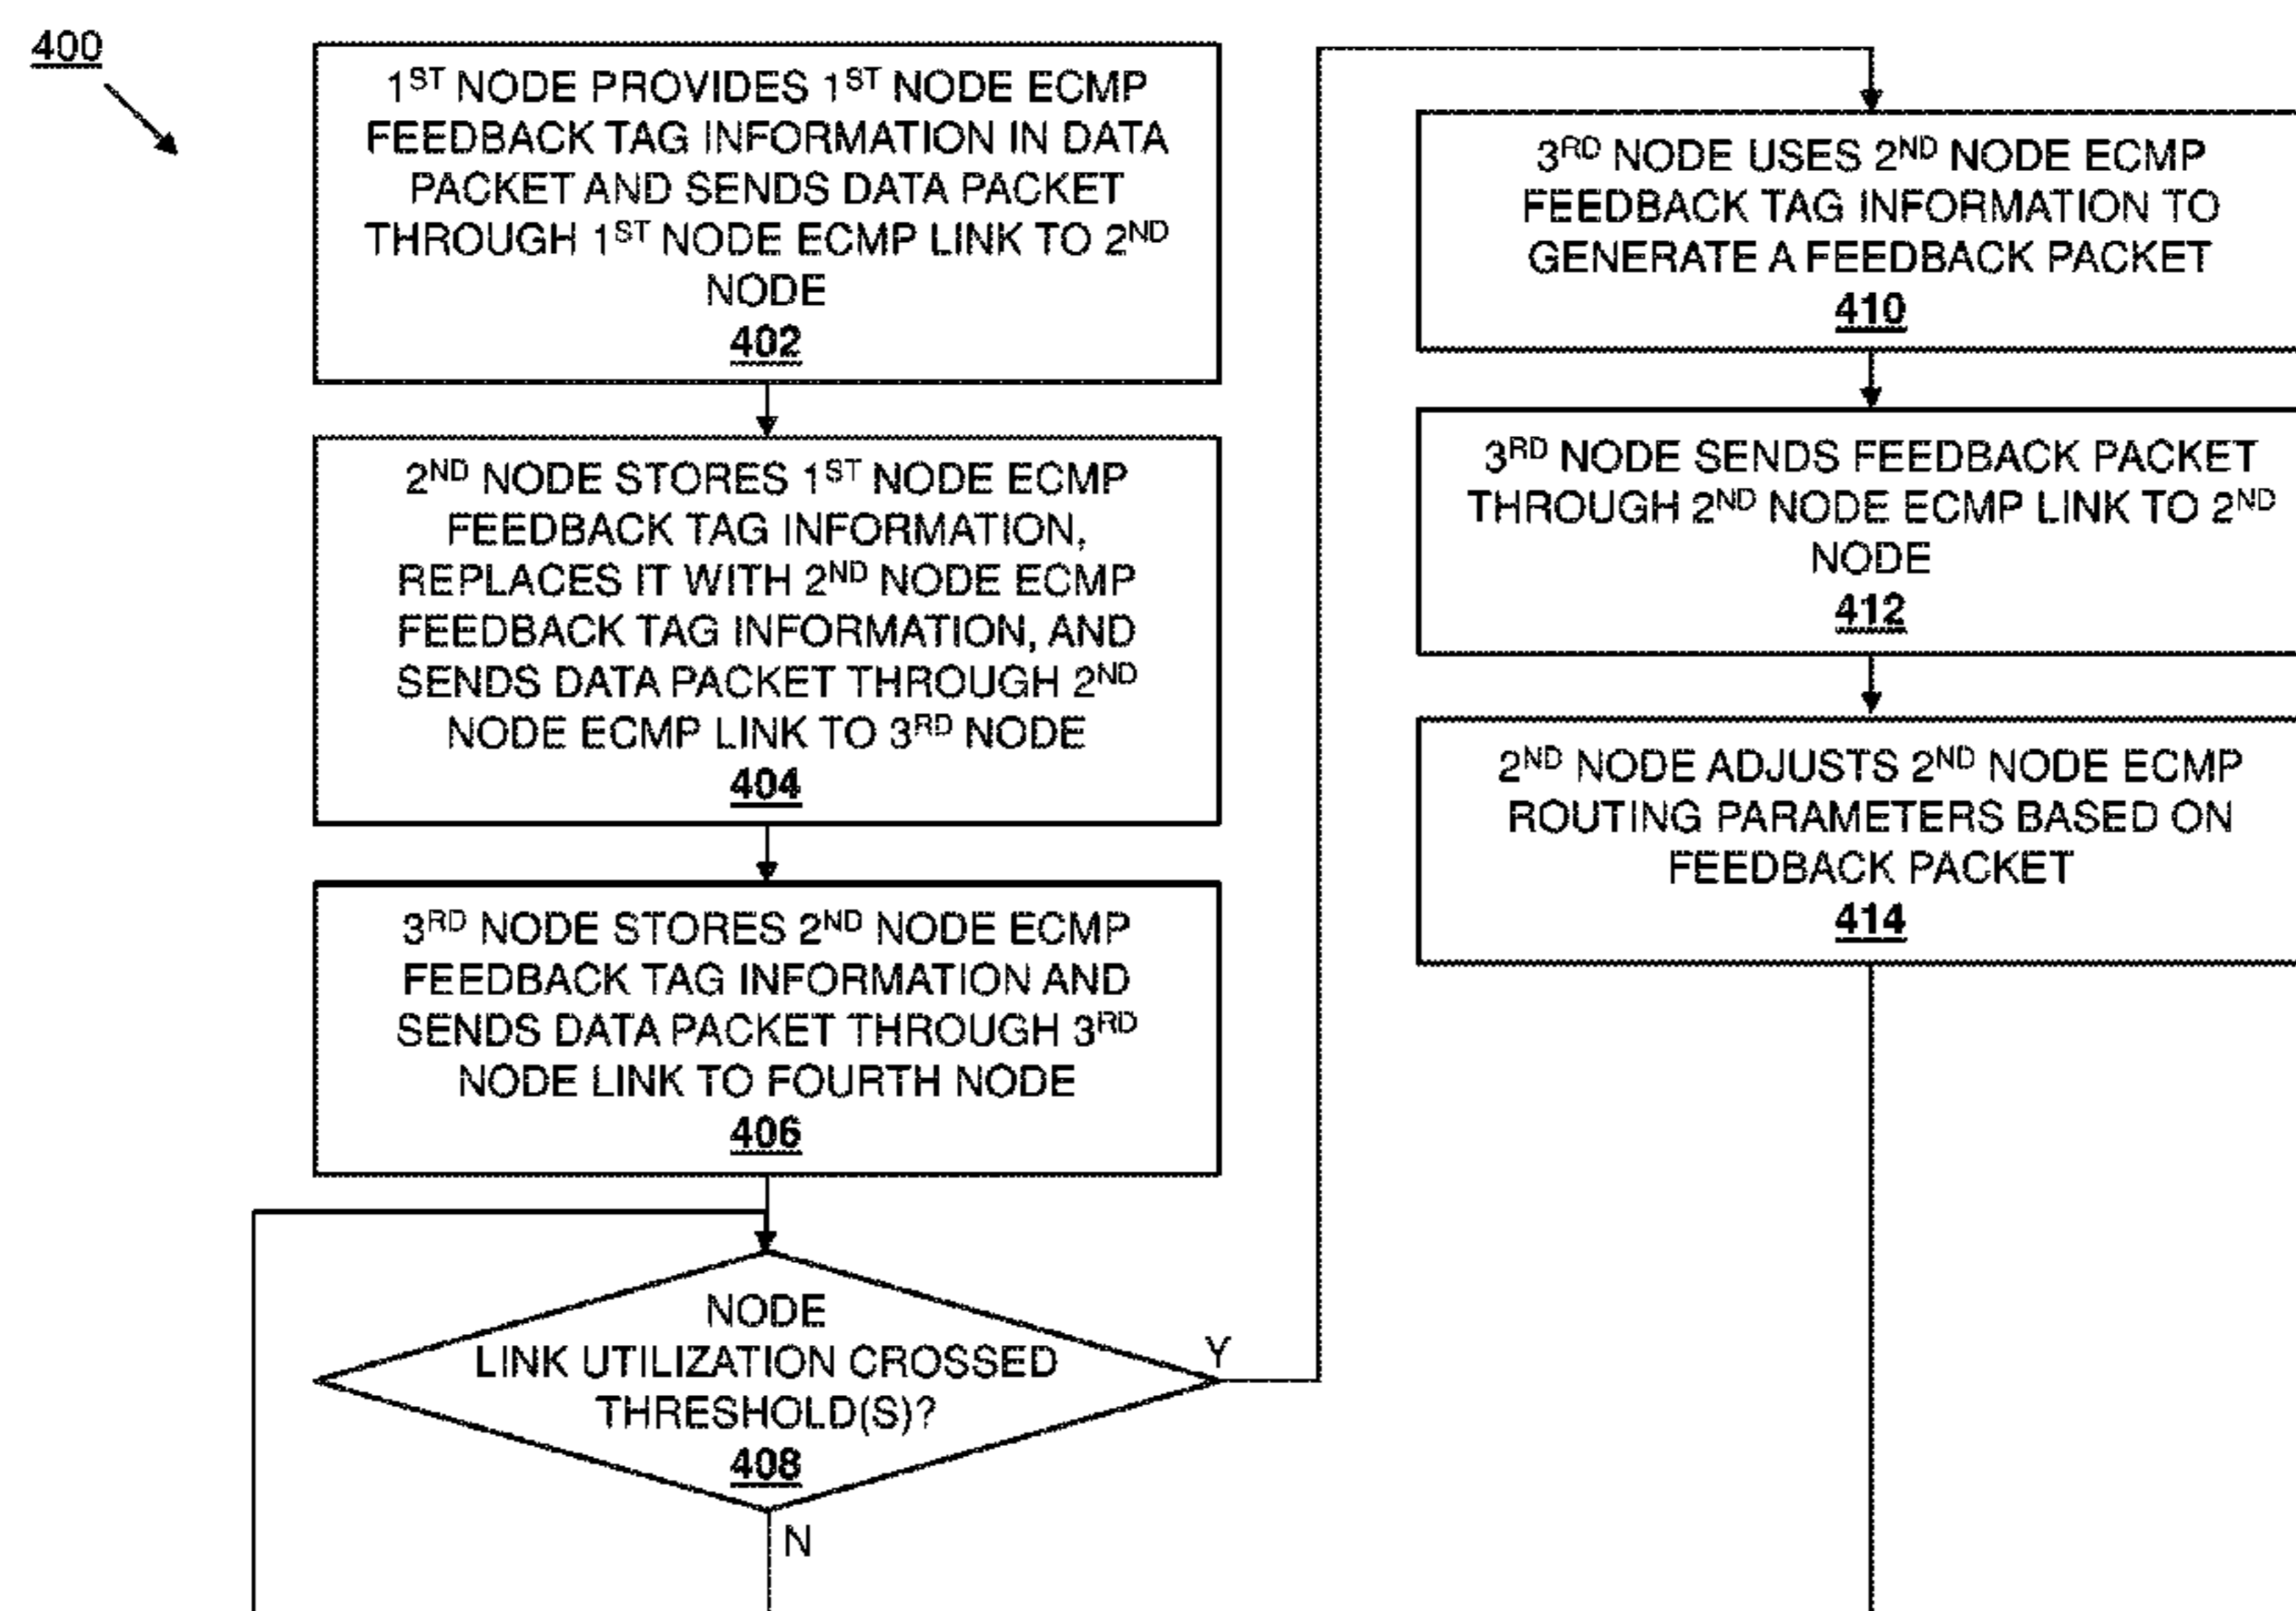 400
1ST NODE PROVIDES 1ST NODE ECMP
FEEDBACK TAG INFORMATION IN DATA
PACKET AND SENDS DATA PACKET
THROUGH 1ST NODE ECMP LINK TO 2ND
NODE
402
2ND NODE STORES 1ST NODE ECMP
FEEDBACK TAG INFORMATION,
REPLACES IT WITH 2ND NODE ECMP
FEEDBACK TAG INFORMATION, AND
SENDS DATA PACKET THROUGH 2ND
NODE ECMP LINK TO 3RD NODE
404
3RD NODE STORES 2ND NODE ECMP
FEEDBACK TAG INFORMATION AND
SENDS DATA PACKET THROUGH 3RD
NODE LINK TO FOURTH NODE
406
NODE
LINK UTILIZATION CROSSED
THRESHOLD(S)?
408
Y
N
3RD NODE USES 2ND NODE ECMP
FEEDBACK TAG INFORMATION TO
GENERATE A FEEDBACK PACKET
410
3RD NODE SENDS FEEDBACK PACKET
THROUGH 2ND NODE ECMP LINK TO 2ND
NODE
412
2ND NODE ADJUSTS 2ND NODE ECMP
ROUTING PARAMETERS BASED ON
FEEDBACK PACKET
414